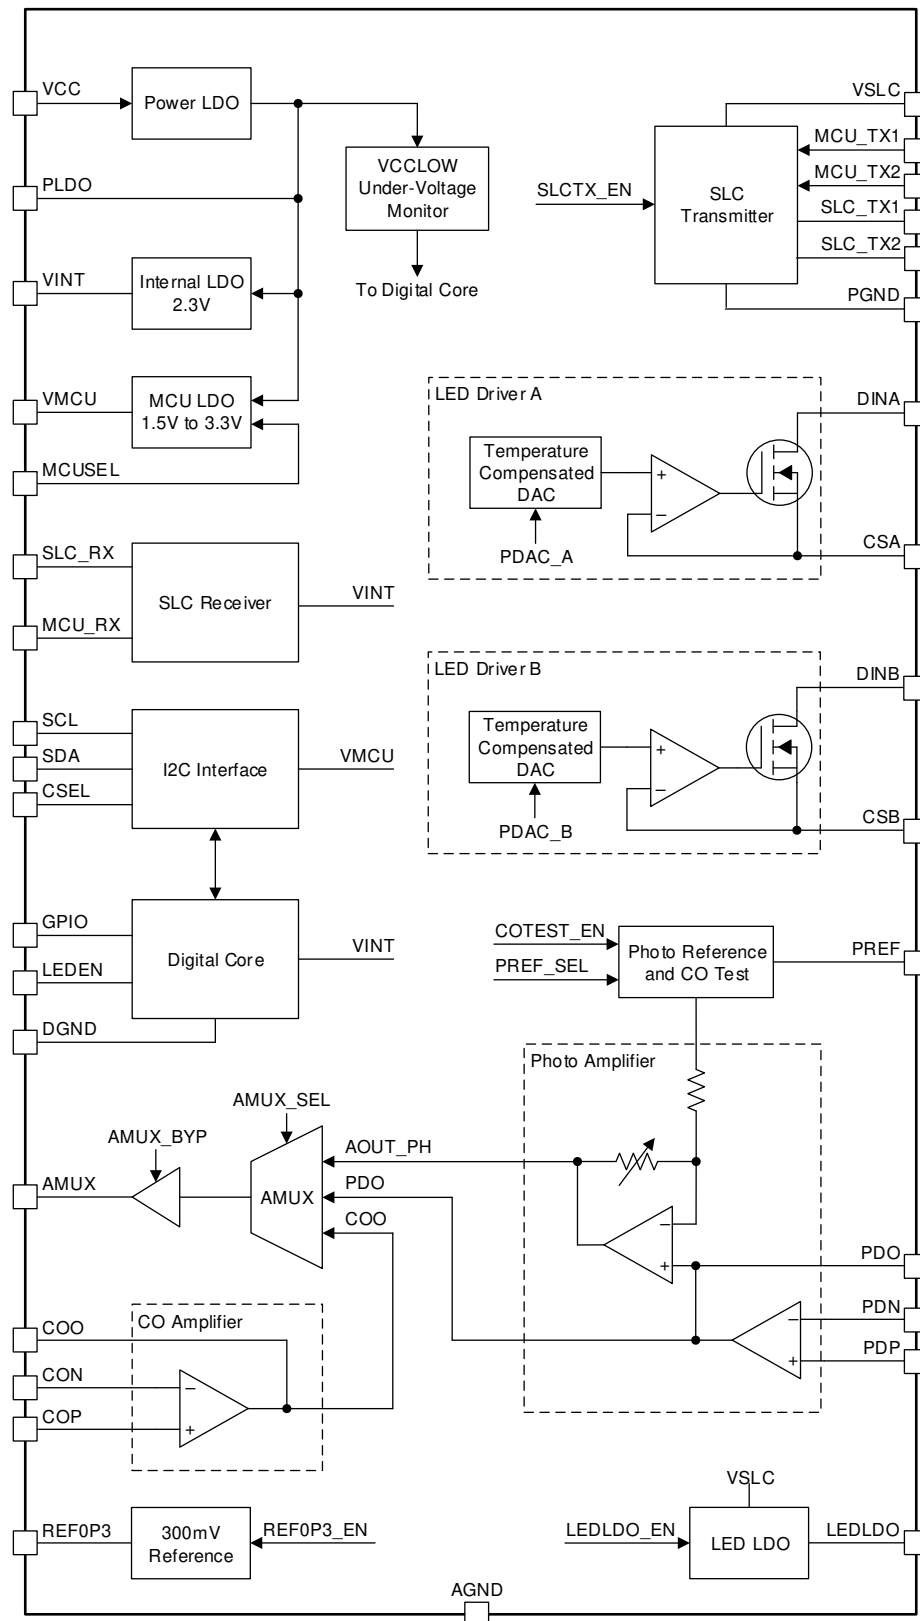 VCC
Power LDO
PLDO
VCCLOW
Under-Voltage
Monitor
To Digital Core
VINT
Internal LDO
2.3V
VMCU
MCU LDO
1.5V to 3.3V
MCUSEL
VSLC
MCU_TX1
MCU_TX2
SLC_TX1
SLC_TX2
PGND
SLCTX_EN
SLC
Transmitter
LED Driver A
Temperature
Compensated
DAC
PDAC_A
+
−
DINA
CSA
SLC_RX
MCU_RX
SLC Receiver
VINT
LED Driver B
Temperature
Compensated
DAC
PDAC_B
+
−
DINB
CSB
SCL
SDA
CSEL
I2C Interface
VMCU
GPIO
LEDEN
DGND
Digital Core
VINT
COTEST_EN
PREF_SEL
Photo Reference
and CO Test
PREF
Photo Amplifier
AMUX_SEL
AMUX_BYP
AMUX
AMUX
AOUT_PH
PDO
COO
−
+
PDO
PDN
PDP
−
+
CO Amplifier
COO
CON
COP
−
+
REF0P3
300mV
Reference
REF0P3_EN
VSLC
LEDLDO_EN
LED LDO
LEDLDO
AGND